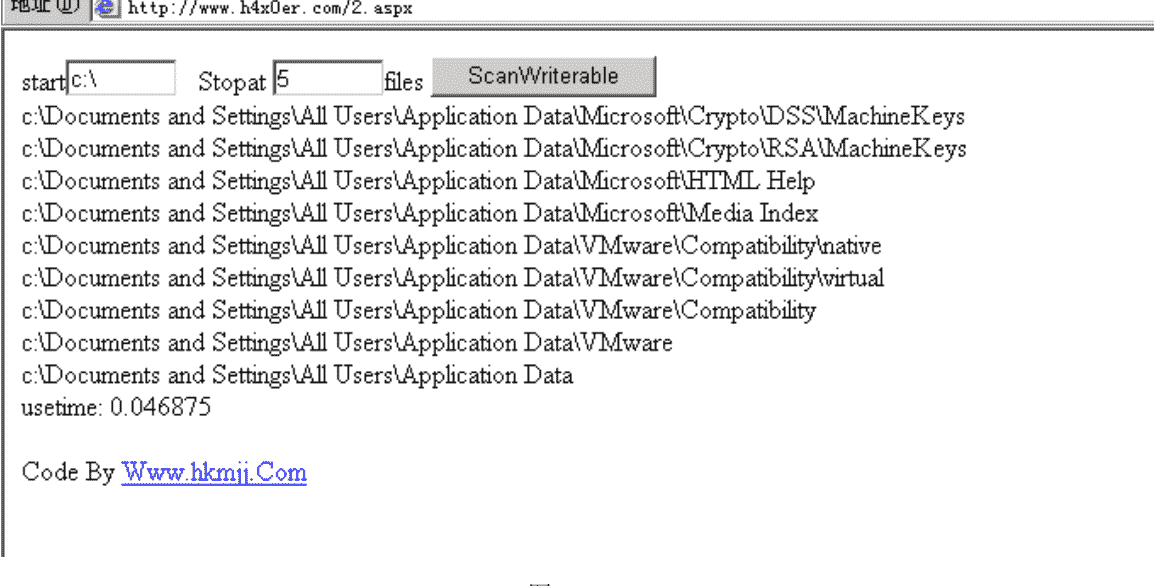 地址(D) http://www.h4x0er.com/2.aspx
start c:\ Stopat 5 files ScanWriterable
c:\Documents and Settings\All Users\Application Data\Microsoft\Crypto\DSS\MachineKeys
c:\Documents and Settings\All Users\Application Data\Microsoft\Crypto\RSA\MachineKeys
c:\Documents and Settings\All Users\Application Data\Microsoft\HTML Help
c:\Documents and Settings\All Users\Application Data\Microsoft\Media Index
c:\Documents and Settings\All Users\Application Data\VMware\Compatibility\native
c:\Documents and Settings\All Users\Application Data\VMware\Compatibility\virtual
c:\Documents and Settings\All Users\Application Data\VMware\Compatibility
c:\Documents and Settings\All Users\Application Data\VMware
c:\Documents and Settings\All Users\Application Data
usetime: 0.046875
Code By Www.hkmjj.Com